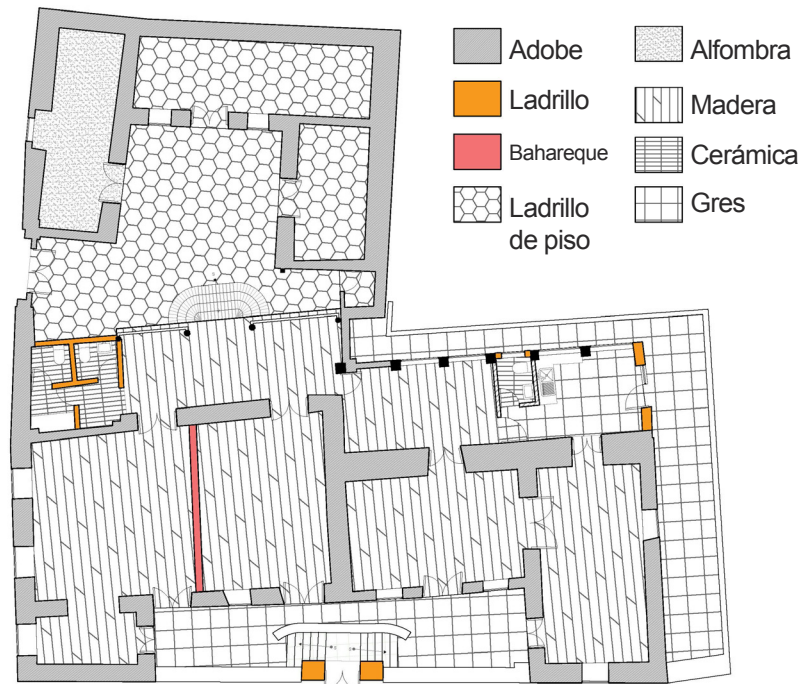 Adobe
Ladrillo
Bahareque
Ladrillo
de piso
Alfombra
Madera
Cerámica
Gres